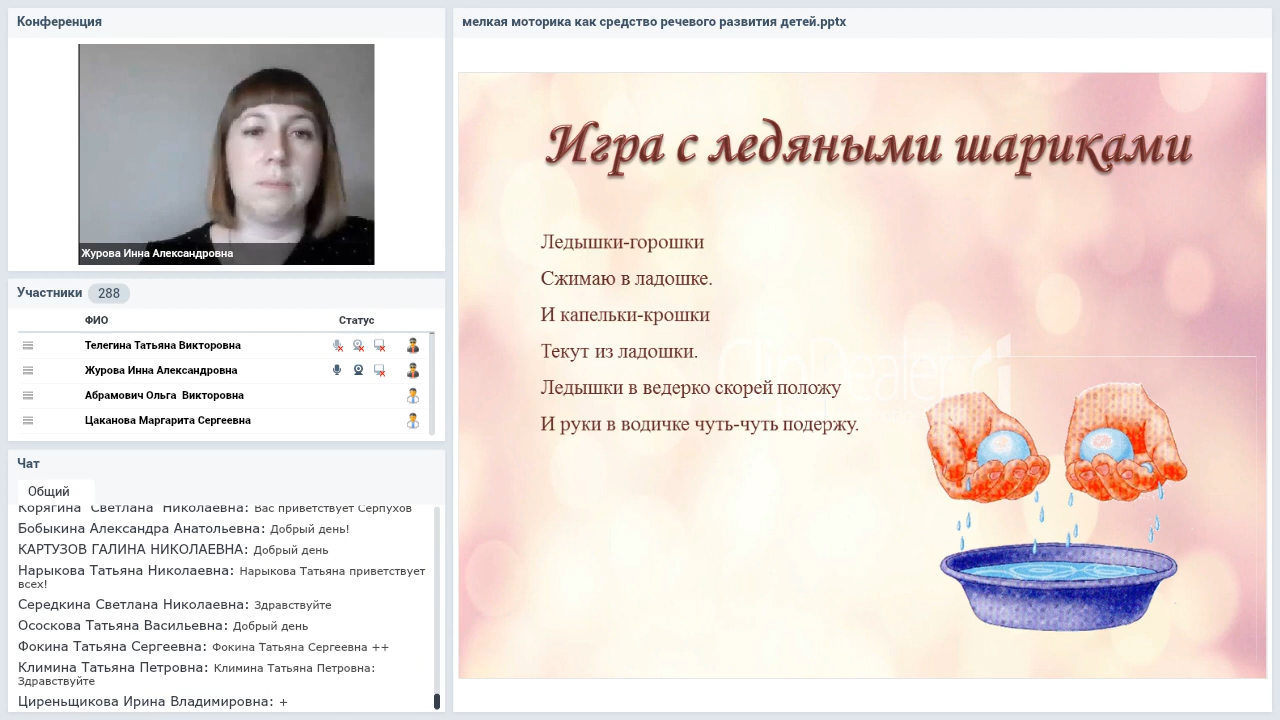 Конференция
Журова Инна Александровна
Участники 288
ФИО Статус
Телегина Татьяна Викторовна
Журова Инна Александровна
Абрамович Ольга Викторовна
Цаканова Маргарита Сергеевна
Чат
Общий
Корягина Светлана Николаевна: Вас приветствует Серпухов
Бобыкина Александра Анатольевна: Добрый день!
КАРТУЗОВ ГАЛИНА НИКОЛАЕВНА: Добрый день
Нарыкова Татьяна Николаевна: Нарыкова Татьяна приветствует
всех!
Середкина Светлана Николаевна: Здравствуйте
Ососкова Татьяна Васильевна: Добрый день
Фокина Татьяна Сергеевна: Фокина Татьяна Сергеевна ++
Климина Татьяна Петровна: Климина Татьяна Петровна:
Здравствуйте
Циреньщикова Ирина Владимировна: +
мелкая моторика как средство речевого развития детей.pptx
Игра с ледяными шариками
Ледышки-горошки
Сжимаю в ладошке.
И капельки-крошки
Текут из ладошки.
Ледышки в ведерко скорей положу
И руки в водичке чуть-чуть подержу.
ClipDealer